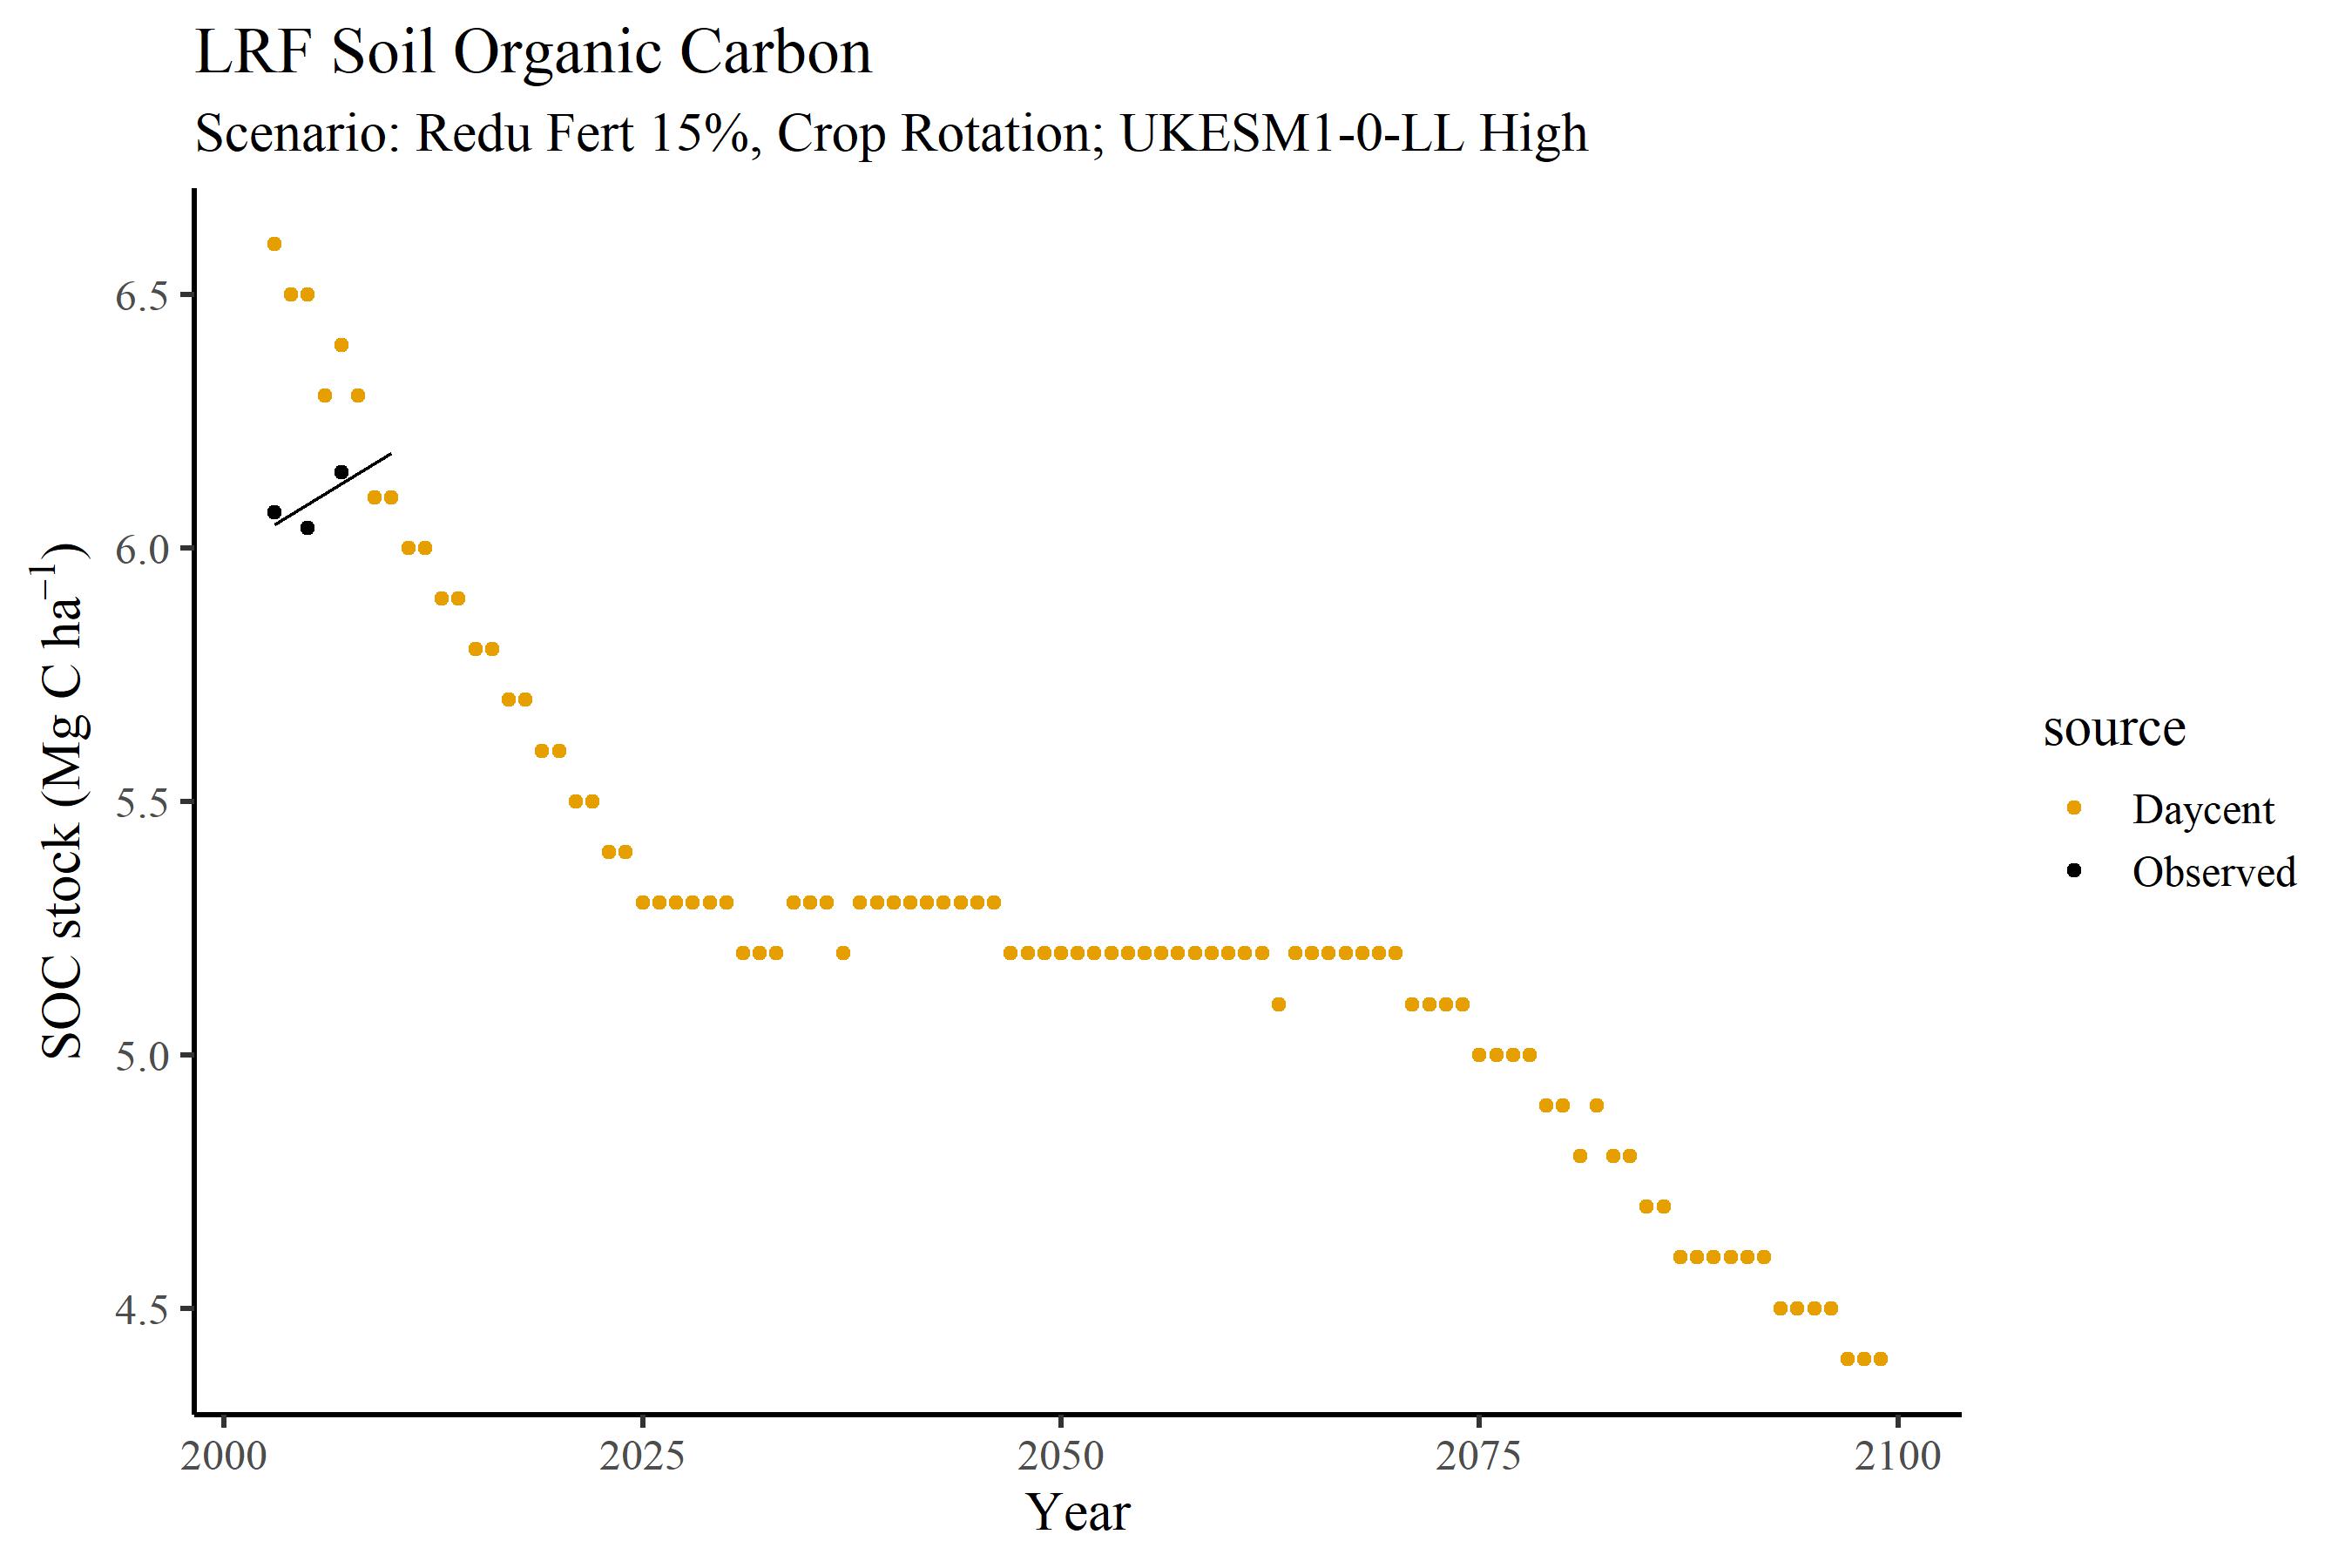 LRF Soil Organic Carbon
Scenario: Redu Fert 15%, Crop Rotation; UKESM1-0-LL High
SOC stock (Mg C ha⁻¹)
6.5
6.0
5.5
5.0
4.5
2000
2025
2050
2075
2100
Year
source
Daycent
Observed